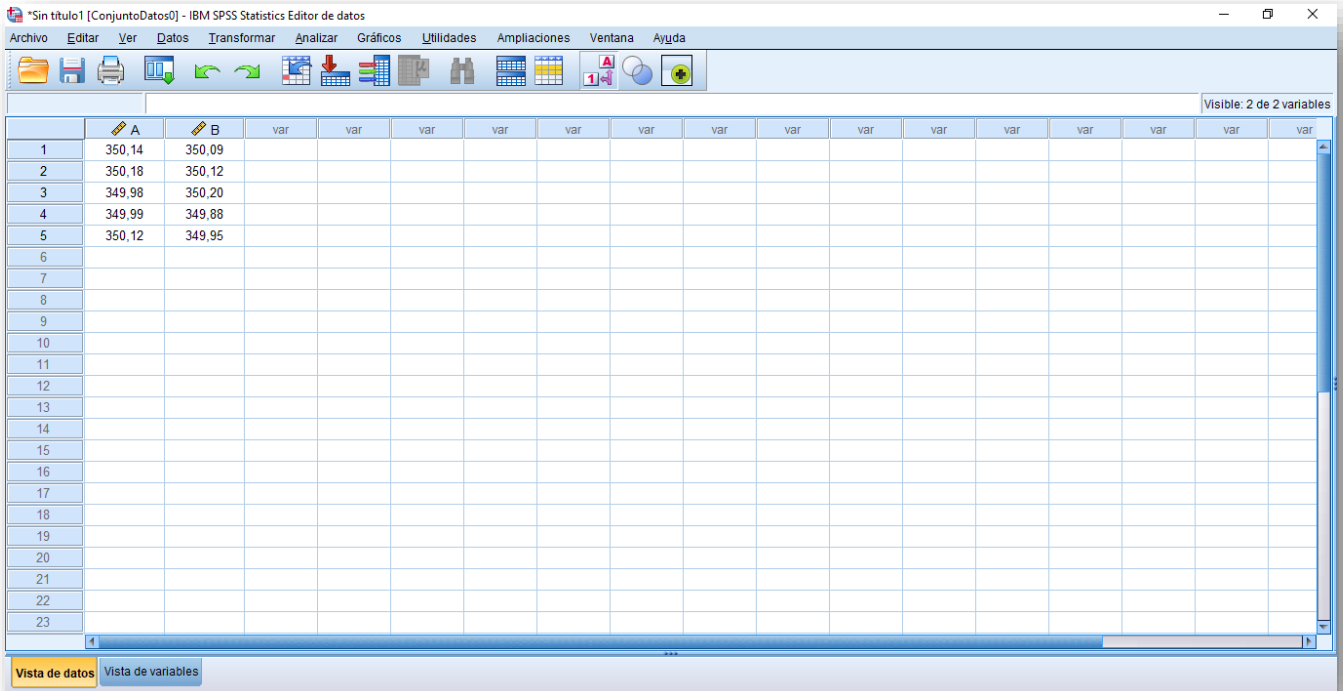 *Sin título1 [ConjuntoDatos0] - IBM SPSS Statistics Editor de datos
Archivo Editar Ver Datos Transformar Analizar Gráficos Utilidades Ampliaciones Ventana Ayuda
Visible: 2 de 2 variables
A B var var var var var var var var var var var var var var var
1 350,14 350,09
2 350,18 350,12
3 349,98 350,20
4 349,99 349,88
5 350,12 349,95
6
7
8
9
10
11
12
13
14
15
16
17
18
19
20
21
22
23
Vista de datos Vista de variables